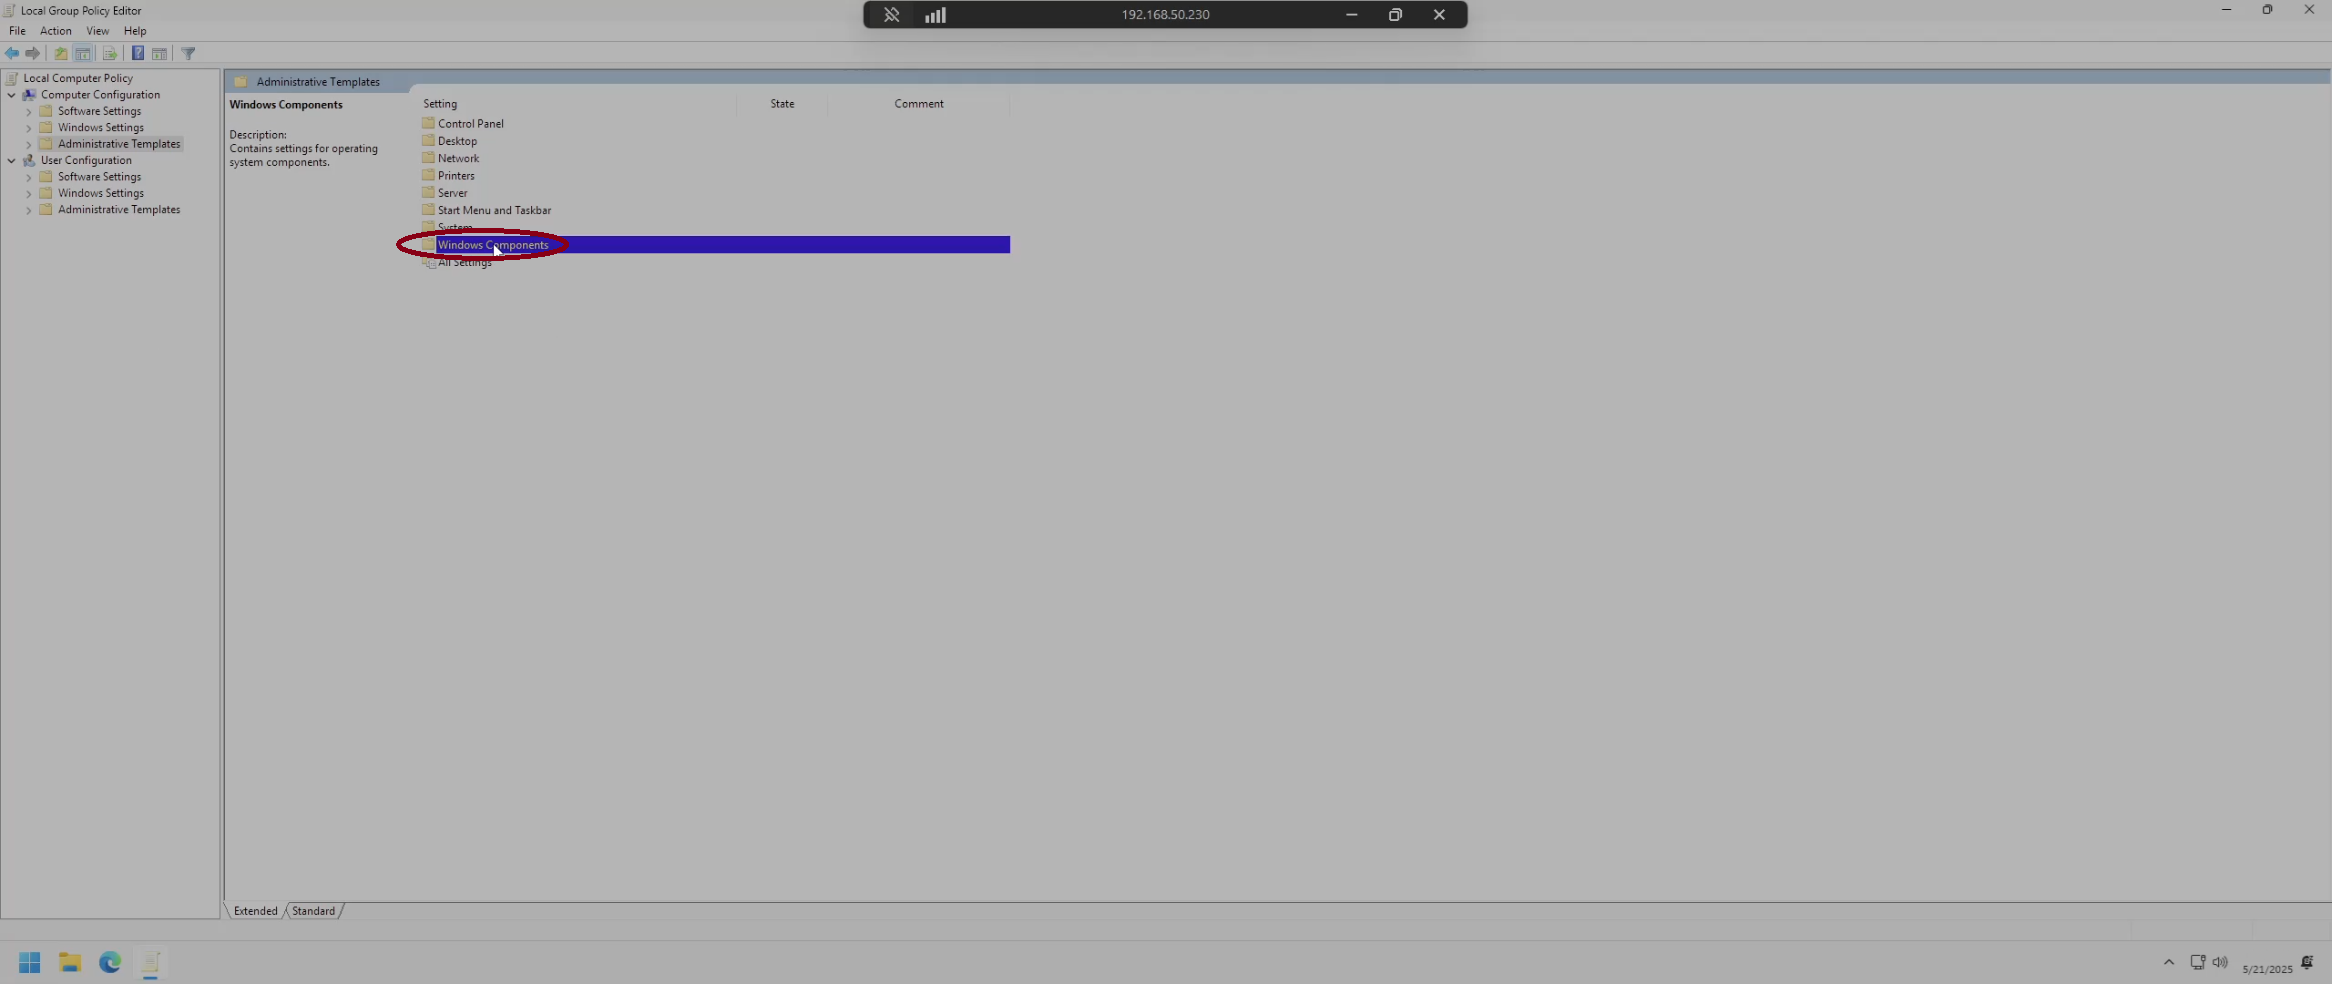 Local Group Policy Editor
192.168.50.230
File Action View Help
Local Computer Policy
Computer Configuration
Software Settings
Windows Settings
Administrative Templates
User Configuration
Software Settings
Windows Settings
Administrative Templates
Administrative Templates
Windows Components
Description:
Contains settings for operating
system components.
Setting State Comment
Control Panel
Desktop
Network
Printers
Server
Start Menu and Taskbar
System
Windows Components
All Settings
Extended Standard
5/21/2025